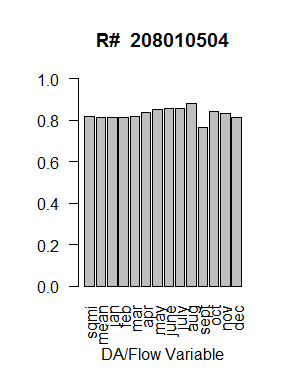 R# 208010504
1.0
0.8
0.6
0.4
0.2
0.0
sqmi
mean
jan
feb
mar
apr
may
june
july
aug
sept
oct
nov
dec
DA/Flow Variable